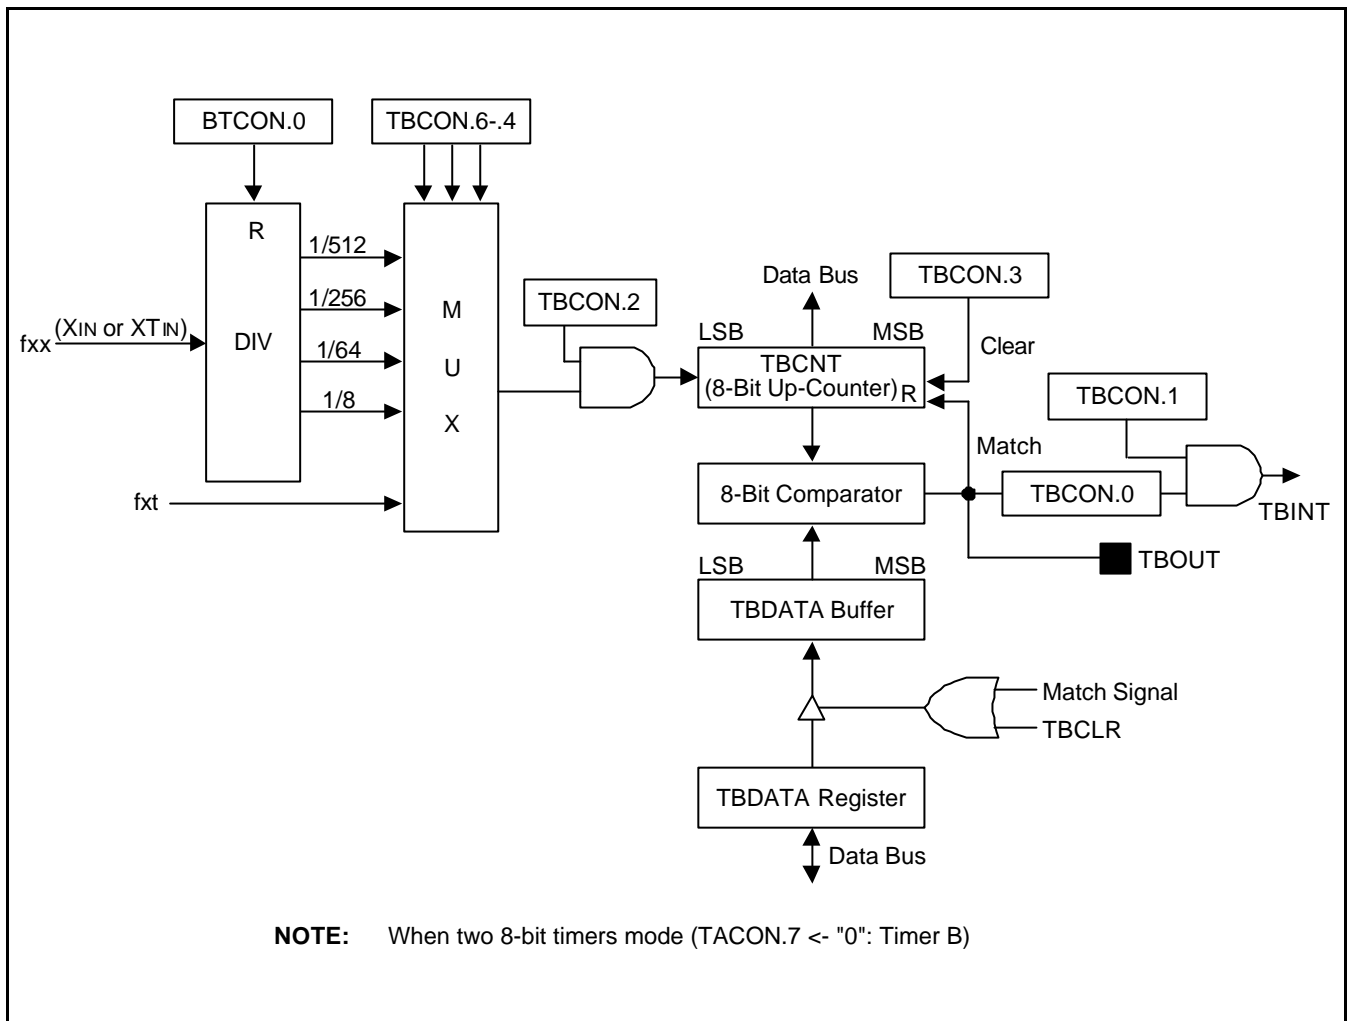 BTCON.0
TBCON.6-.4
R
1/512
1/256
1/64
1/8
DIV
fxx
(XIN or XTIN)
fxt
M
U
X
TBCON.2
Data Bus
TBCON.3
LSB
MSB
Clear
TBCNT
(8-Bit Up-Counter)
R
TBCON.1
Match
8-Bit Comparator
TBCON.0
TBINT
TBOUT
LSB
MSB
TBDATA Buffer
Match Signal
TBCLR
TBDATA Register
Data Bus
NOTE: When two 8-bit timers mode (TACON.7 <- "0": Timer B)